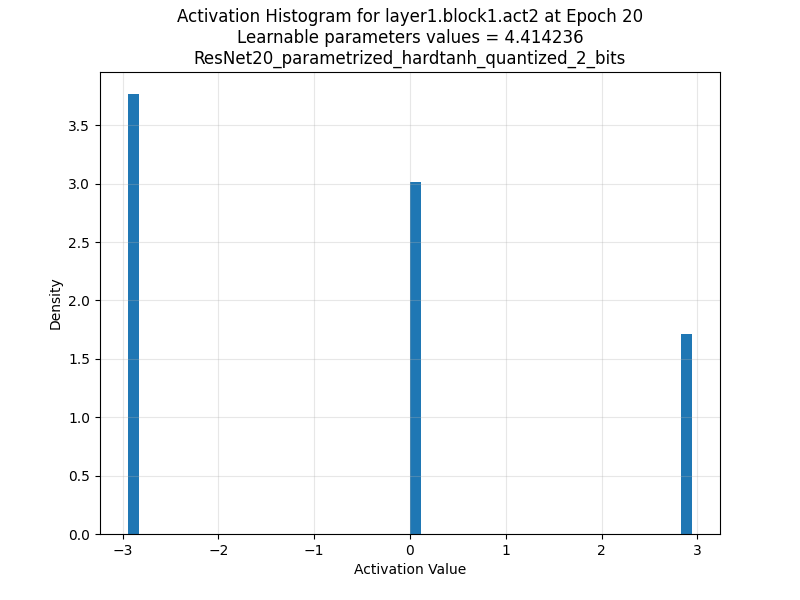 Activation Histogram for layer1.block1.act2 at Epoch 20
Learnable parameters values = 4.414236
ResNet20_parametrized_hardtanh_quantized_2_bits
3.5
3.0
2.5
2.0
1.5
1.0
0.5
0.0
Density
−3 −2 −1 0 1 2 3
Activation Value